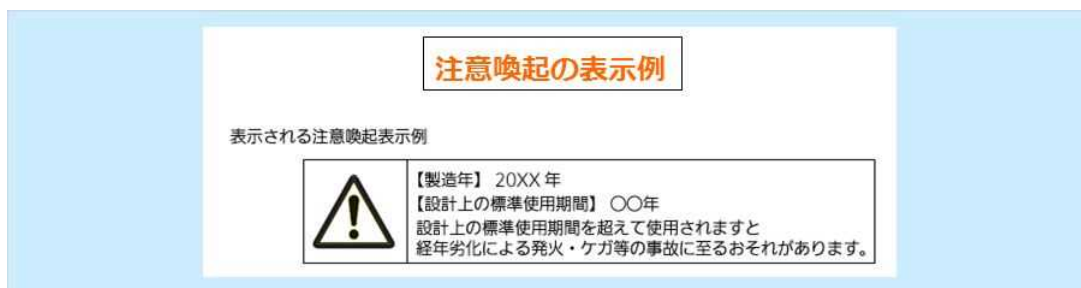 注意喚起の表示例
表示される注意喚起表示例
【製造年】 20XX 年
【設計上の標準使用期間】 〇〇年
設計上の標準使用期間を超えて使用されますと
経年劣化による発火・ケガ等の事故に至るおそれがあります。